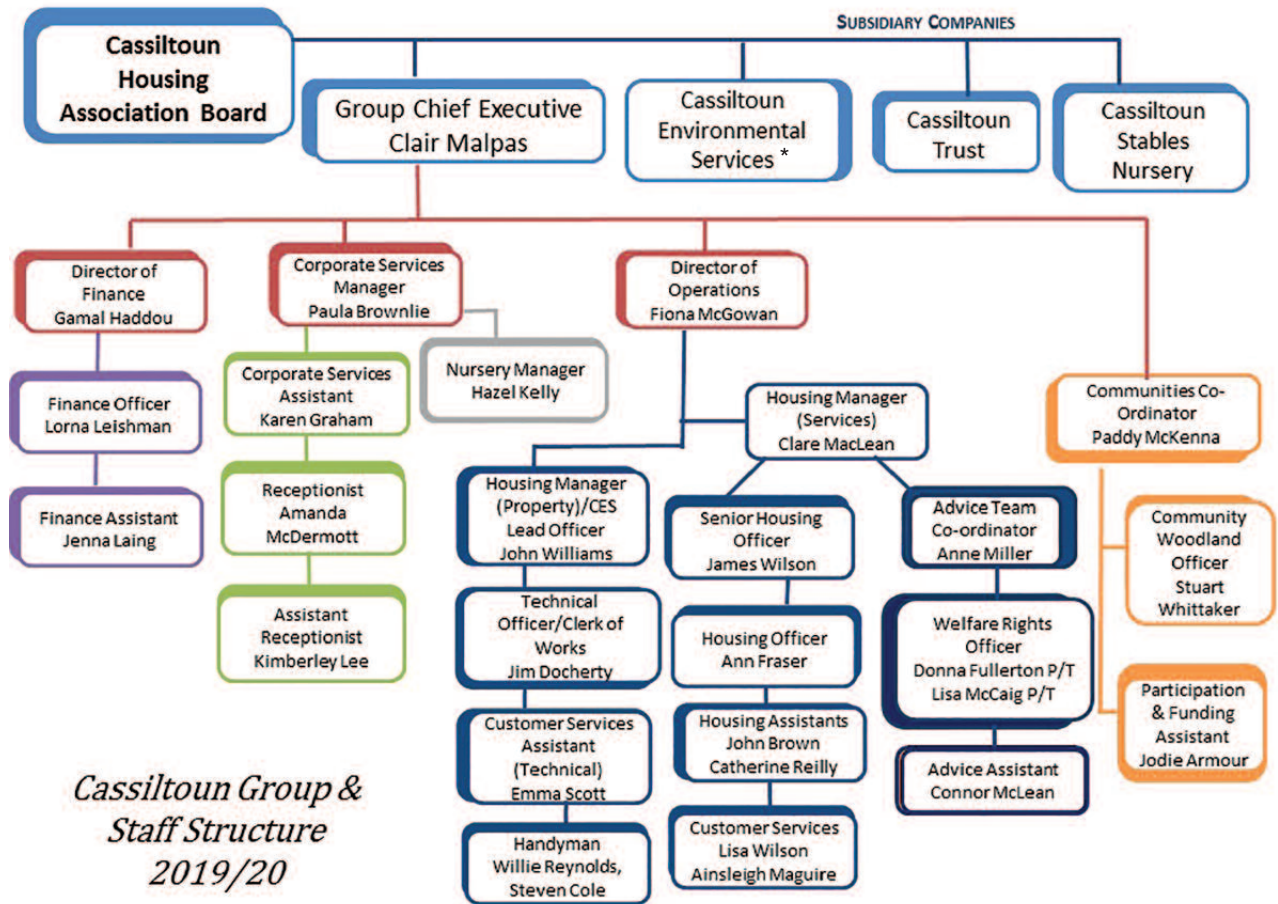 SUBSIDIARY COMPANIES
Cassiltoun
Housing
Association Board
Group Chief Executive
Clair Malpas
Cassiltoun
Environmental
Services *
Cassiltoun
Trust
Cassiltoun
Stables
Nursery
Director of
Finance
Gamal Haddou
Corporate Services
Manager
Paula Brownlie
Director of
Operations
Fiona McGowan
Finance Officer
Lorna Leishman
Finance Assistant
Jenna Laing
Corporate Services
Assistant
Karen Graham
Receptionist
Amanda
McDermott
Assistant
Receptionist
Kimberley Lee
Nursery Manager
Hazel Kelly
Housing Manager
(Services)
Clare MacLean
Housing Manager
(Property)/CES
Lead Officer
John Williams
Technical
Officer/Clerk of
Works
Jim Docherty
Customer Services
Assistant
(Technical)
Emma Scott
Handyman
Willie Reynolds,
Steven Cole
Senior Housing
Officer
James Wilson
Housing Officer
Ann Fraser
Housing Assistants
John Brown
Catherine Reilly
Customer Services
Lisa Wilson
Ainsleigh Maguire
Advice Team
Co-ordinator
Anne Miller
Welfare Rights
Officer
Donna Fullerton P/T
Lisa McCaig P/T
Advice Assistant
Connor McLean
Communities Co-
Ordinator
Paddy McKenna
Community
Woodland
Officer
Stuart
Whittaker
Participation
& Funding
Assistant
Jodie Armour
Cassiltoun Group &
Staff Structure
2019/20